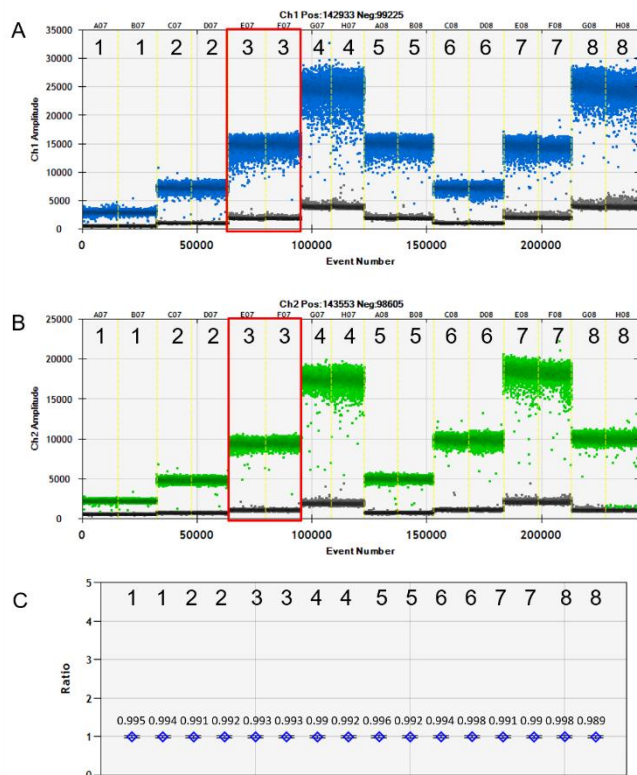 Ch1 Pos:142933 Neg:99225
A
A07 B07 C07 D07 E07 F07 G07 H07 A08 B08 C08 D08 E08 F08 G08 H08
1 1 2 2 3 3 4 4 5 5 6 6 7 7 8 8
35000
30000
25000
20000
15000
10000
5000
0
Ch1 Amplitude
0 50000 100000 150000 200000
Event Number
Ch2 Pos:143553 Neg:98605
B
A07 B07 C07 D07 E07 F07 G07 H07 A08 B08 C08 D08 E08 F08 G08 H08
1 1 2 2 3 3 4 4 5 5 6 6 7 7 8 8
25000
20000
15000
10000
5000
0
Ch2 Amplitude
0 50000 100000 150000 200000
Event Number
C
1 1 2 2 3 3 4 4 5 5 6 6 7 7 8 8
5
4
3
2
1
0
Ratio
0.995 0.994 0.991 0.992 0.993 0.993 0.99 0.992 0.996 0.992 0.994 0.998 0.991 0.99 0.998 0.989